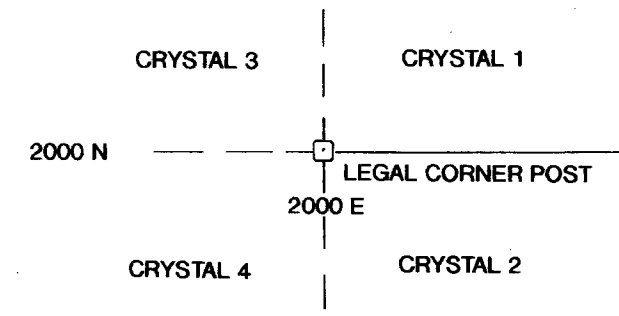 CRYSTAL 3
CRYSTAL 1
2000 N
LEGAL CORNER POST
2000 E
CRYSTAL 4
CRYSTAL 2